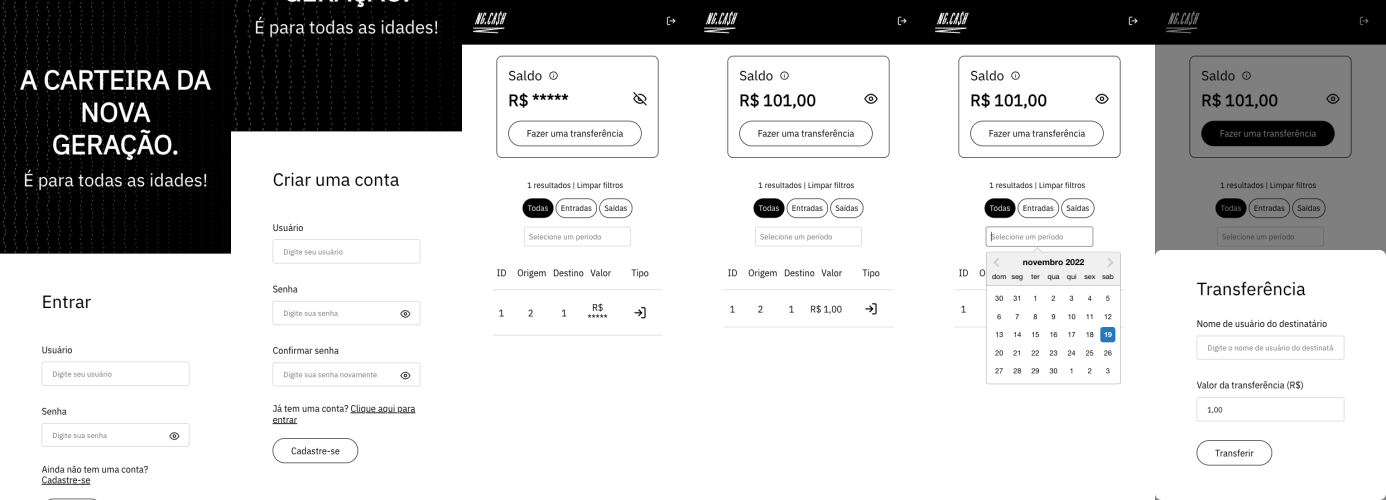 A CARTEIRA DA
NOVA
GERAÇÃO.
É para todas as idades!
Entrar
Usuário
Digite seu usuário
Senha
Digite sua senha
Ainda não tem uma conta?
Cadastre-se
É para todas as idades!
Criar uma conta
Usuário
Digite seu usuário
Senha
Digite sua senha
Confirmar senha
Digite sua senha novamente
Já tem uma conta? Clique aqui para
entrar
Cadastre-se
NG.CA$H
Saldo
R$ *****
Fazer uma transferência
1 resultados | Limpar filtros
Todas Entradas Saídas
Selecione um período
ID Origem Destino Valor Tipo
1 2 1 R$ *****
NG.CA$H
Saldo
R$ 101,00
Fazer uma transferência
1 resultados | Limpar filtros
Todas Entradas Saídas
Selecione um período
ID Origem Destino Valor Tipo
1 2 1 R$ 1,00
NG.CA$H
Saldo
R$ 101,00
Fazer uma transferência
1 resultados | Limpar filtros
Todas Entradas Saídas
Selecione um período
ID O
1
novembro 2022
dom seg ter qua qui sex sab
30 31 1 2 3 4 5
6 7 8 9 10 11 12
13 14 15 16 17 18 19
20 21 22 23 24 25 26
27 28 29 30 1 2 3
NG.CA$H
Saldo
R$ 101,00
Fazer uma transferência
1 resultados | Limpar filtros
Todas Entradas Saídas
Transferência
Nome de usuário do destinatário
Digite o nome de usuário do destinatá
Valor da transferência (R$)
1,00
Transferir